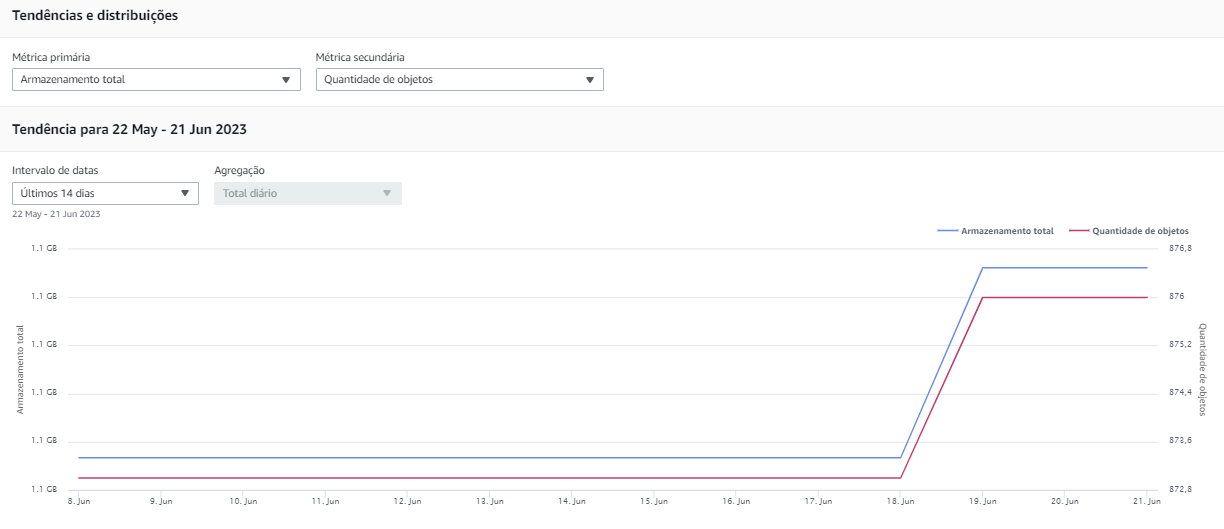 Tendências e distribuições
Métrica primária
Métrica secundária
Armazenamento total
Quantidade de objetos
Tendência para 22 May - 21 Jun 2023
Intervalo de datas
Agregação
Últimos 14 dias
Total diário
22 May - 21 Jun 2023
Armazenamento total
Quantidade de objetos
1.1 GB
1.1 GB
1.1 GB
1.1 GB
1.1 GB
1.1 GB
Armazenamento total
876,8
876
875,2
874,4
873,6
872,8
Quantidade de objetos
8. Jun
9. Jun
10. Jun
11. Jun
12. Jun
13. Jun
14. Jun
15. Jun
16. Jun
17. Jun
18. Jun
19. Jun
20. Jun
21. Jun